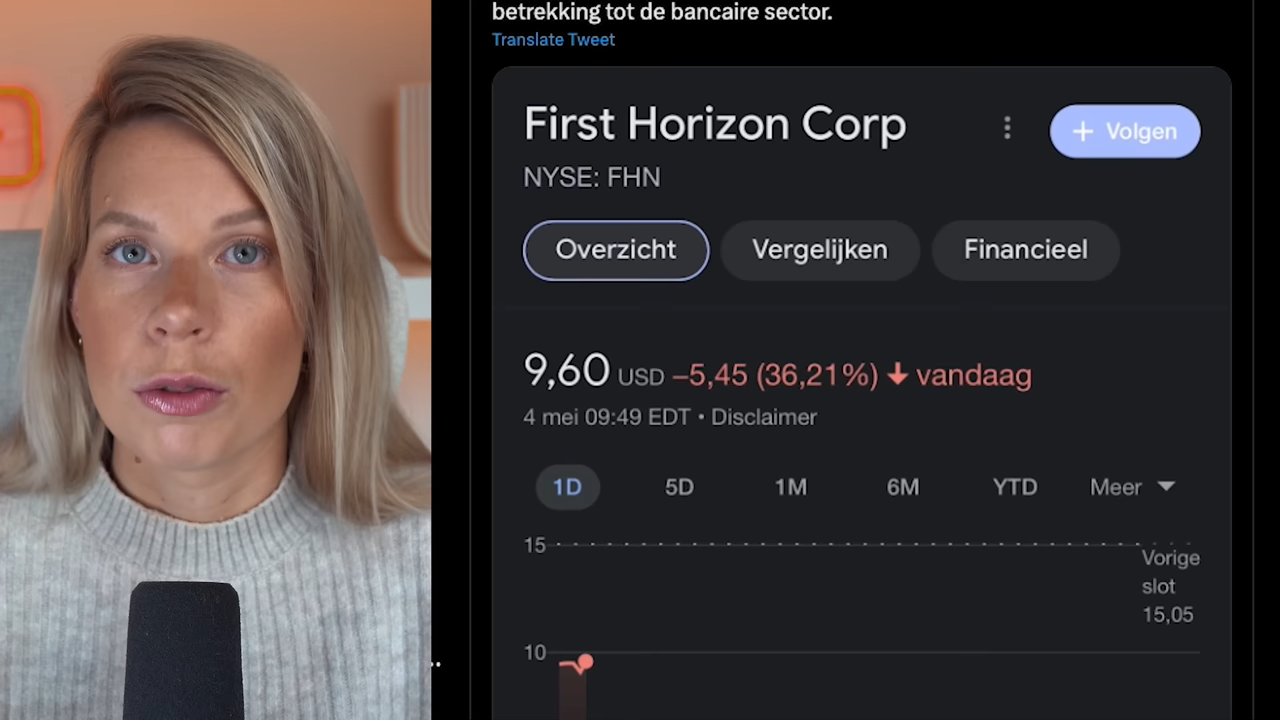 betrekking tot de bancaire sector.
Translate Tweet
First Horizon Corp
+ Volgen
NYSE: FHN
Overzicht Vergelijken Financieel
9,60 USD −5,45 (36,21%) ↓ vandaag
4 mei 09:49 EDT • Disclaimer
1D 5D 1M 6M YTD Meer
15
Vorige
slot
15,05
10